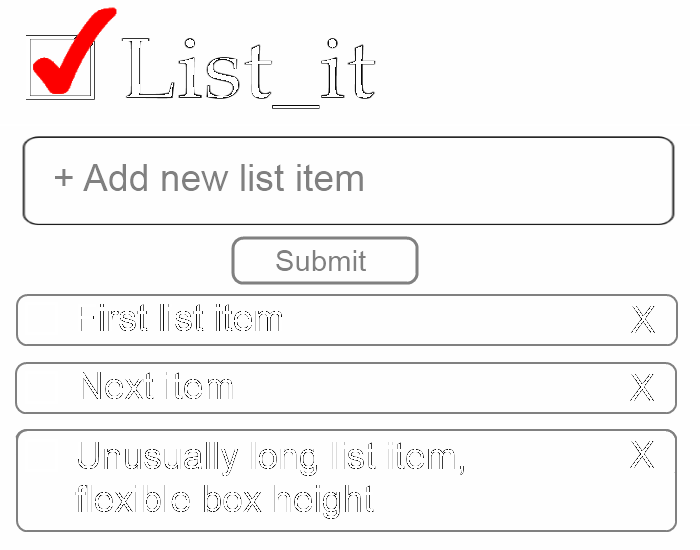 List_it
+ Add new list item
Submit
First list item X
Next item X
Unusually long list item, X
flexible box height